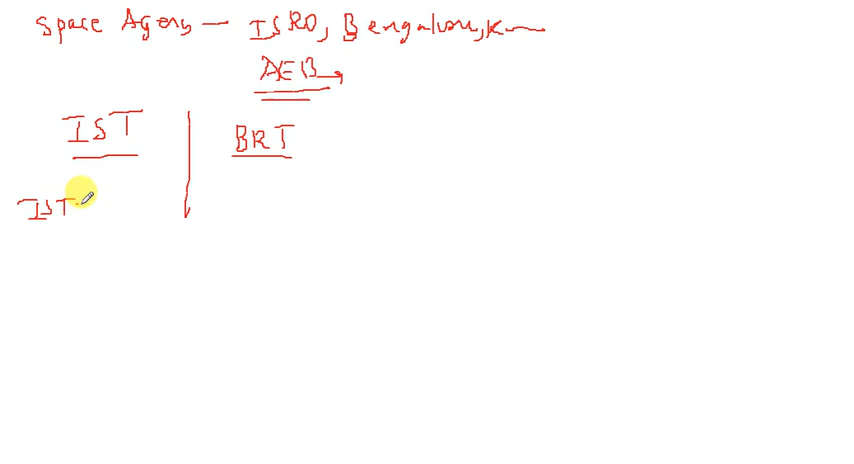 Space Agency — ISRO, Bengaluru, K
AEB
IST
BRT
IST